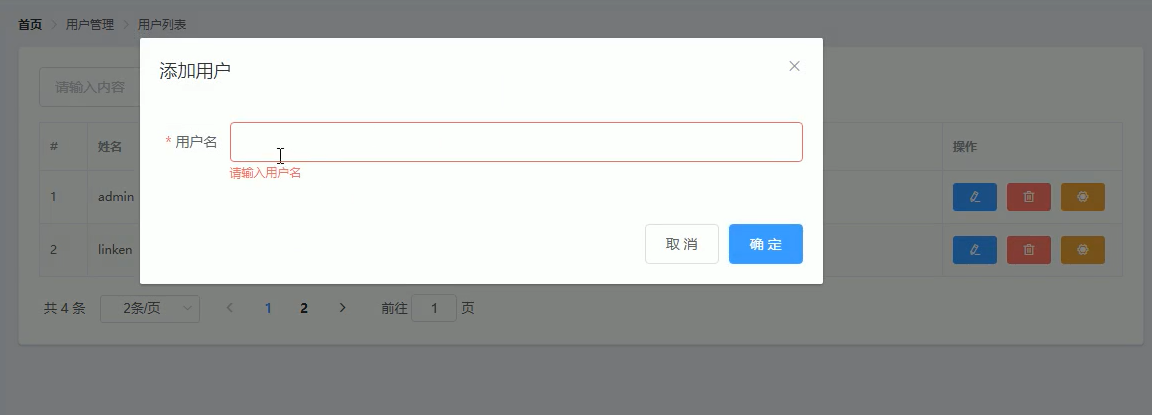 首页 用户管理 用户列表
添加用户
请输入内容
* 用户名
请输入用户名
# 姓名 操作
1 admin
2 linken
取 消 确 定
共 4 条 2条/页 1 2 前往 1 页